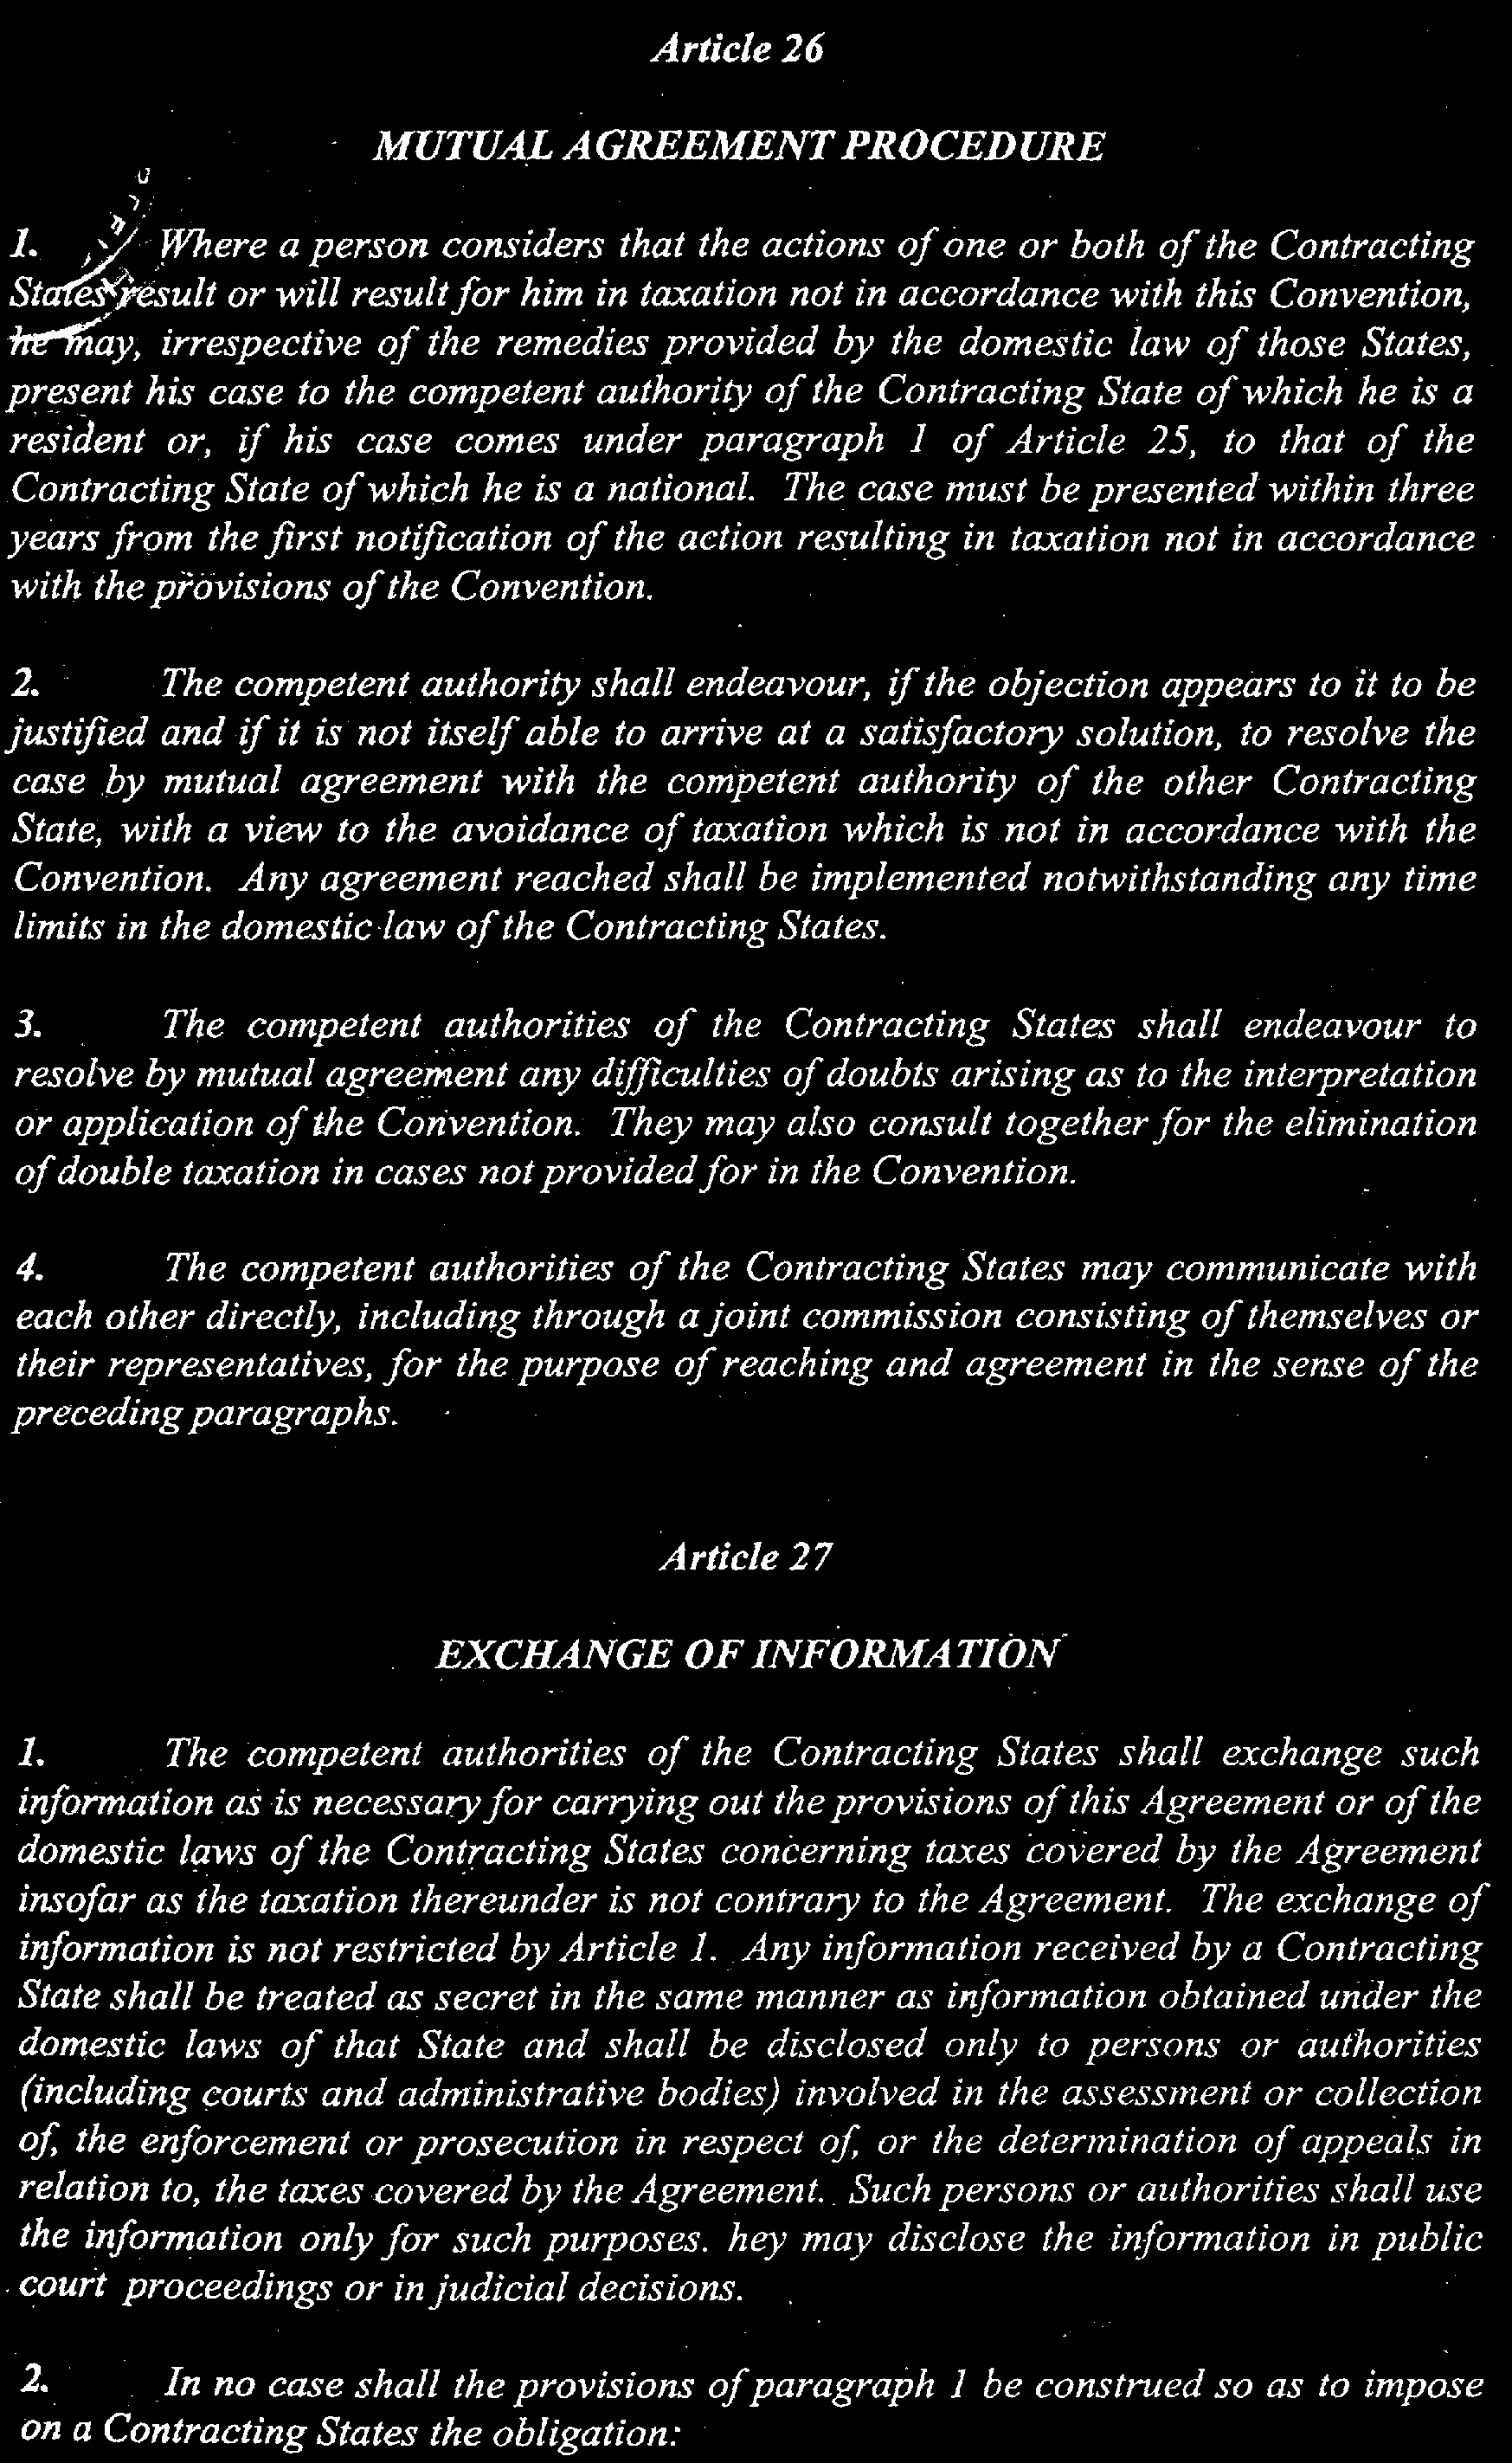 Article 26
MUTUAL AGREEMENT PROCEDURE
1. Where a person considers that the actions of one or both of the Contracting
States result or will result for him in taxation not in accordance with this Convention,
he may, irrespective of the remedies provided by the domestic law of those States,
present his case to the competent authority of the Contracting State of which he is a
resident or, if his case comes under paragraph 1 of Article 25, to that of the
Contracting State of which he is a national. The case must be presented within three
years from the first notification of the action resulting in taxation not in accordance
with the provisions of the Convention.
2. The competent authority shall endeavour, if the objection appears to it to be
justified and if it is not itself able to arrive at a satisfactory solution, to resolve the
case by mutual agreement with the competent authority of the other Contracting
State, with a view to the avoidance of taxation which is not in accordance with the
Convention. Any agreement reached shall be implemented notwithstanding any time
limits in the domestic law of the Contracting States.
3. The competent authorities of the Contracting States shall endeavour to
resolve by mutual agreement any difficulties of doubts arising as to the interpretation
or application of the Convention. They may also consult together for the elimination
of double taxation in cases not provided for in the Convention.
4. The competent authorities of the Contracting States may communicate with
each other directly, including through a joint commission consisting of themselves or
their representatives, for the purpose of reaching and agreement in the sense of the
preceding paragraphs.
Article 27
EXCHANGE OF INFORMATION
1. The competent authorities of the Contracting States shall exchange such
information as is necessary for carrying out the provisions of this Agreement or of the
domestic laws of the Contracting States concerning taxes covered by the Agreement
insofar as the taxation thereunder is not contrary to the Agreement. The exchange of
information is not restricted by Article 1. Any information received by a Contracting
State shall be treated as secret in the same manner as information obtained under the
domestic laws of that State and shall be disclosed only to persons or authorities
(including courts and administrative bodies) involved in the assessment or collection
of, the enforcement or prosecution in respect of, or the determination of appeals in
relation to, the taxes covered by the Agreement. Such persons or authorities shall use
the information only for such purposes. hey may disclose the information in public
court proceedings or in judicial decisions.
2. In no case shall the provisions of paragraph 1 be construed so as to impose
on a Contracting States the obligation: